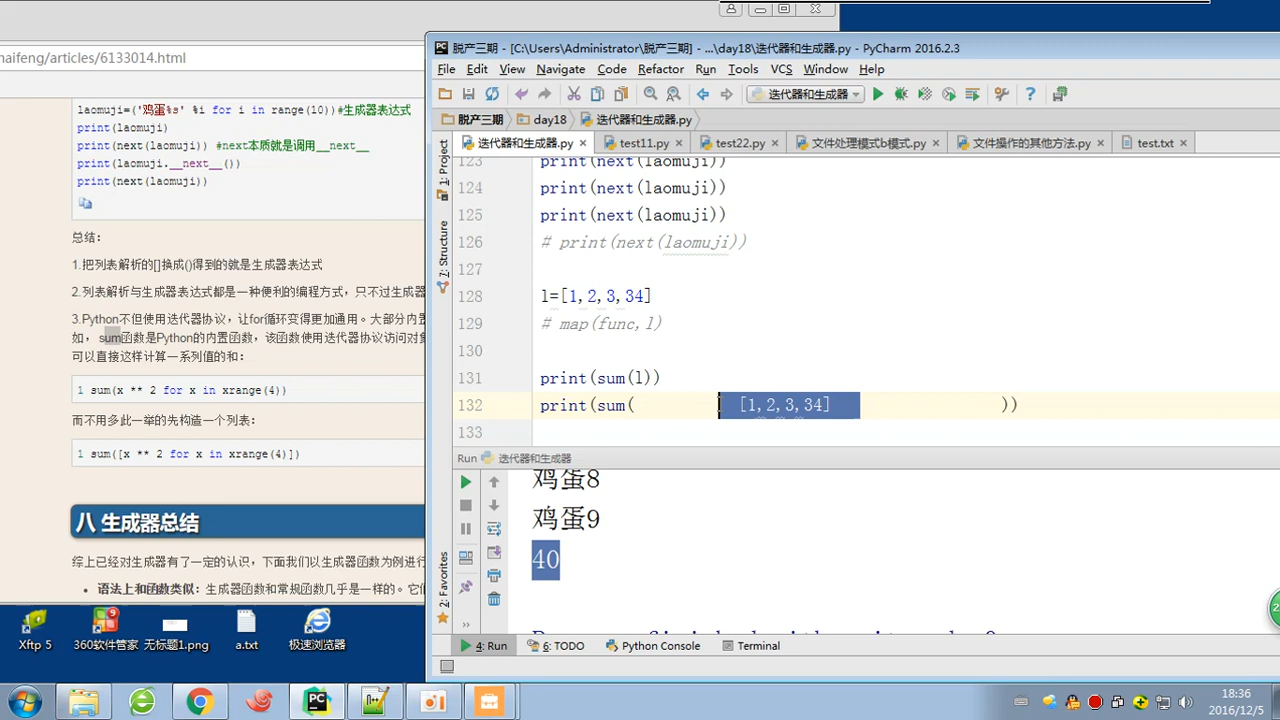 naifeng/articles/6133014.html
laomuji=('鸡蛋%s' %i for i in range(10))#生成器表达式
print(laomuji)
print(next(laomuji)) #next本质就是调用__next__
print(laomuji.__next__())
print(next(laomuji))
总结:
1.把列表解析的[]换成()得到的就是生成器表达式
2.列表解析与生成器表达式都是一种便利的编程方式，只不过生成器
3.Python不但使用迭代器协议，让for循环变得更加通用。大部分内置
如， sum函数是Python的内置函数，该函数使用迭代器协议访问对象
可以直接这样计算一系列值的和：
1 sum(x ** 2 for x in xrange(4))
而不用多此一举的先构造一个列表：
1 sum([x ** 2 for x in xrange(4)])
八 生成器总结
综上已经对生成器有了一定的认识，下面我们以生成器函数为例进行
语法上和函数类似：生成器函数和常规函数几乎是一样的。它们
脱产三期 - [C:\Users\Administrator\脱产三期] - ...\day18\迭代器和生成器.py - PyCharm 2016.2.3
File Edit View Navigate Code Refactor Run Tools VCS Window Help
迭代器和生成器
脱产三期 day18 迭代器和生成器.py
迭代器和生成器.py test11.py test22.py 文件处理模式b模式.py 文件操作的其他方法.py test.txt
1: Project
7: Structure
2: Favorites
123 print(next(laomuji))
124 print(next(laomuji))
125 print(next(laomuji))
126 # print(next(laomuji))
127
128 l=[1,2,3,34]
129 # map(func,l)
130
131 print(sum(l))
132 print(sum( [1,2,3,34] ))
133
Run 迭代器和生成器
鸡蛋8
鸡蛋9
40
4: Run 6: TODO Python Console Terminal
Xftp 5 360软件管家 无标题1.png a.txt 极速浏览器
18:36
2016/12/5